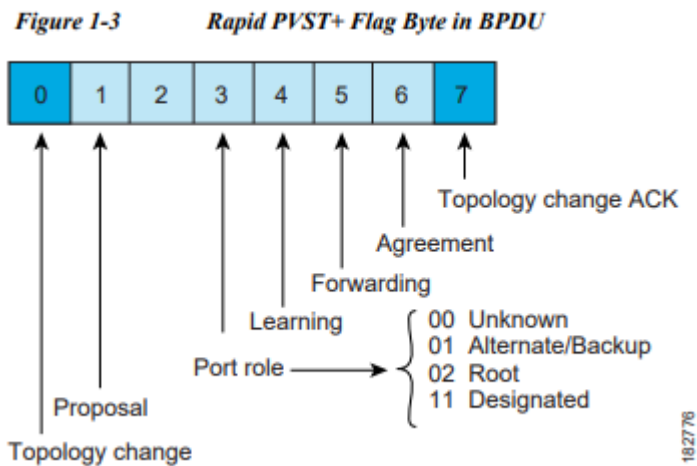 Figure 1-3 Rapid PVST+ Flag Byte in BPDU
0 1 2 3 4 5 6 7
Topology change ACK
Agreement
Forwarding
Learning
00 Unknown
01 Alternate/Backup
Port role
02 Root
11 Designated
Proposal
Topology change
182776